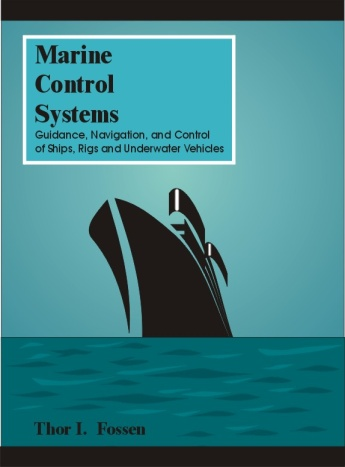 Marine
Control
Systems
Guidance, Navigation, and Control
of Ships, Rigs and Underwater Vehicles
Thor I. Fossen